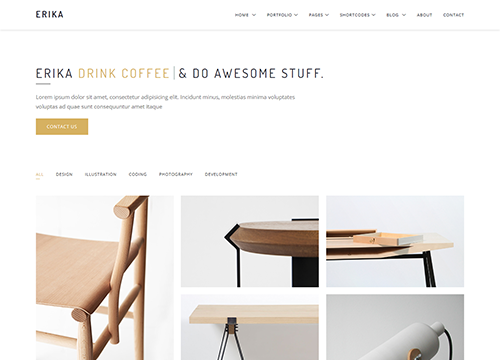 ERIKA
HOME PORTFOLIO PAGES SHORTCODES BLOG ABOUT CONTACT
ERIKA DRINK COFFEE & DO AWESOME STUFF.
Lorem ipsum dolor sit amet, consectetur adipisicing elit. Incidunt minus, molestias minima voluptates
voluptas ad quae sunt consequuntur amet itaque
CONTACT US
ALL DESIGN ILLUSTRATION CODING PHOTOGRAPHY DEVELOPMENT